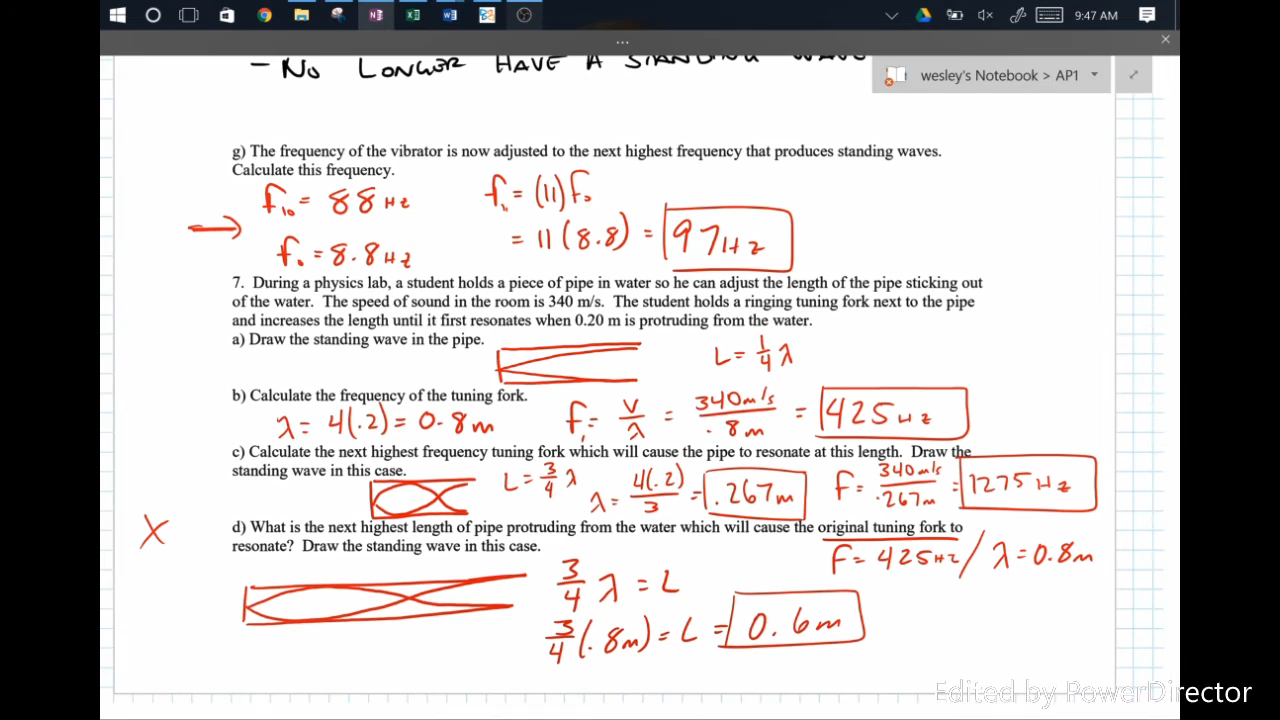 9:47 AM
...
- NO LONGER HAVE A STANDING WAVE
wesley's Notebook > AP1
g) The frequency of the vibrator is now adjusted to the next highest frequency that produces standing waves.
Calculate this frequency.
f₁₀ = 88 Hz
f₁₁ = (11) f₀
→ f₀ = 8.8 Hz
= 11 (8.8) = 97 Hz
7. During a physics lab, a student holds a piece of pipe in water so he can adjust the length of the pipe sticking out
of the water. The speed of sound in the room is 340 m/s. The student holds a ringing tuning fork next to the pipe
and increases the length until it first resonates when 0.20 m is protruding from the water.
a) Draw the standing wave in the pipe.
L = 1/4 λ
b) Calculate the frequency of the tuning fork.
λ = 4(.2) = 0.8 m
f₁ = v/λ = 340 m/s / .8 m = 425 Hz
c) Calculate the next highest frequency tuning fork which will cause the pipe to resonate at this length. Draw the
standing wave in this case.
L = 3/4 λ
λ = 4(.2)/3 = .267 m
F = 340 m/s / .267 m = 1275 Hz
X
d) What is the next highest length of pipe protruding from the water which will cause the original tuning fork to
resonate? Draw the standing wave in this case.
F = 425 Hz / λ = 0.8 m
3/4 λ = L
3/4 (.8 m) = L = 0.6 m
Edited by PowerDirector